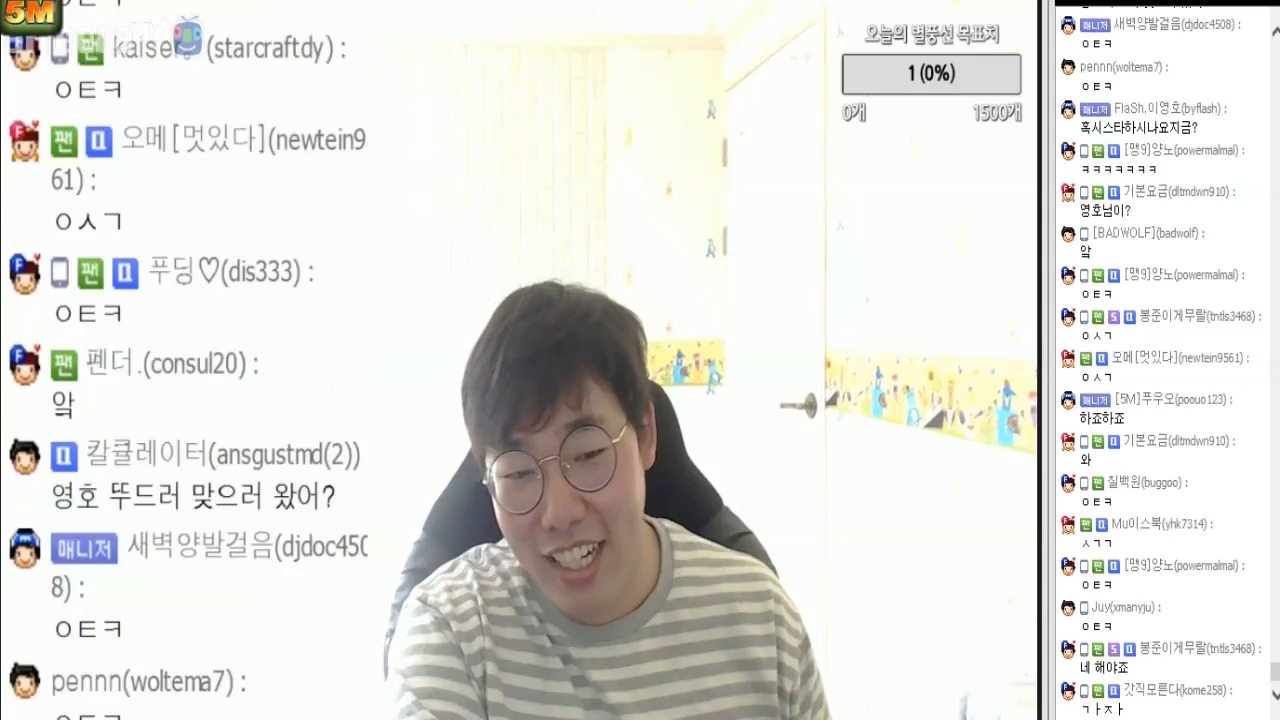 5M
팬 kaise (starcraftdy) :
ㅇㅌㅋ
팬 오메[멋있다](newtein9
61) :
ㅇㅅㄱ
팬 푸딩♡(dis333) :
ㅇㅌㅋ
팬 펜더.(consul20) :
앜
칼큘레이터(ansgustmd(2))
영호 뚜드러 맞으러 왔어?
매니저 새벽양발걸음(djdoc450
8) :
ㅇㅌㅋ
pennn(woltema7) :
오늘의 별풍선 목표치
1 (0%)
0개 1500개
매니저 새벽양발걸음(djdoc4508) :
ㅇㅌㅋ
pennn(woltema7) :
ㅇㅌㅋ
매니저 FlaSh.이영호(byflash) :
혹시스타하시나요지금?
팬 [맹9]양노(powermalmal) :
ㅋㅋㅋㅋㅋㅋㅋ
팬 기본요금(dltmdwn910) :
영호님이?
[BADWOLF](badwolf) :
앜
팬 [맹9]양노(powermalmal) :
ㅇㅌㅋ
팬 S 봉준이게무랄(tntls3468) :
ㅇㅅㄱ
팬 오메[멋있다](newtein9561) :
ㅇㅅㄱ
매니저 [5M]푸우오(poouo123) :
하죠하죠
팬 기본요금(dltmdwn910) :
와
팬 칠백원(buggoo) :
ㅇㅌㅋ
팬 Mu이스북(yhk7314) :
ㅅㄱㄱ
팬 [맹9]양노(powermalmal) :
ㅇㅌㅋ
Juy(xmanyju) :
ㅇㅌㅋ
팬 S 봉준이게무랄(tntls3468) :
네 해야죠
팬 갓직모른다(kome258) :
ㄱㅏㅈㅏ